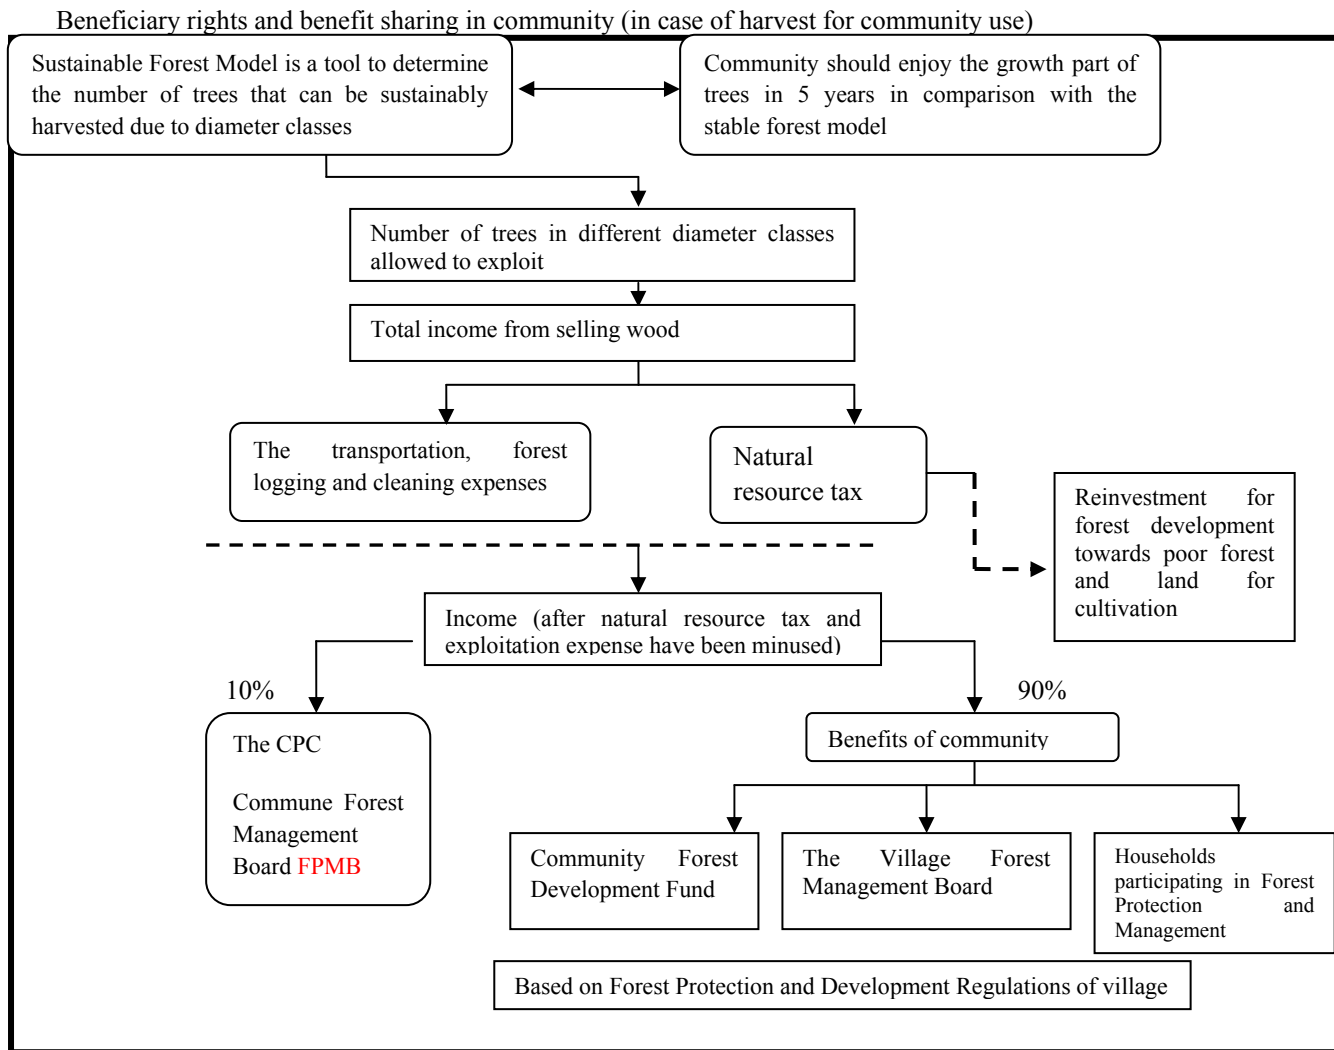 Beneficiary rights and benefit sharing in community (in case of harvest for community use)
Sustainable Forest Model is a tool to determine
the number of trees that can be sustainably
harvested due to diameter classes
Community should enjoy the growth part of
trees in 5 years in comparison with the
stable forest model
Number of trees in different diameter classes
allowed to exploit
Total income from selling wood
The transportation, forest
logging and cleaning expenses
Natural
resource tax
Reinvestment for
forest development
towards poor forest
and land for
cultivation
Income (after natural resource tax and
exploitation expense have been minused)
10%
90%
The CPC
Commune Forest
Management
Board FPMB
Benefits of community
Community Forest
Development Fund
The Village Forest
Management Board
Households
participating in Forest
Protection and
Management
Based on Forest Protection and Development Regulations of village